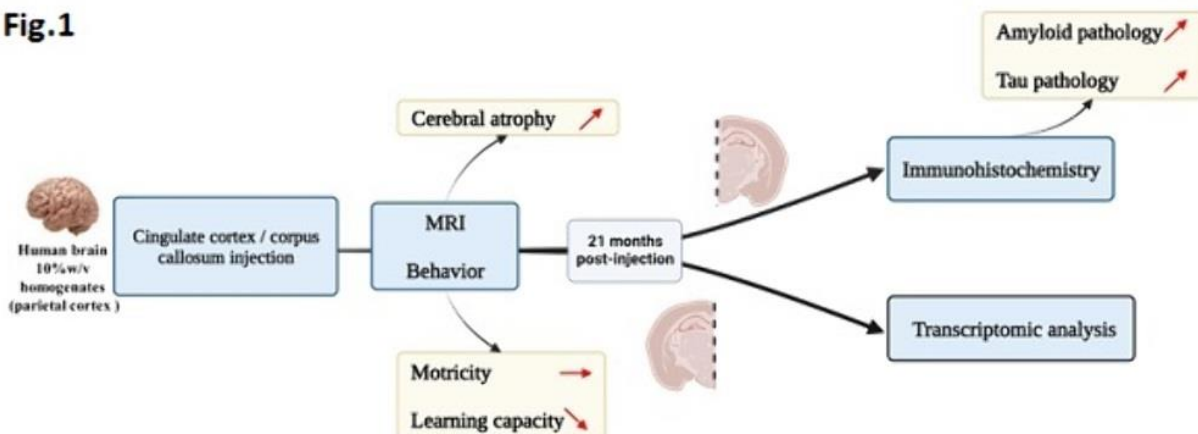 Fig.1
Human brain
10%w/v
homogenates
(parietal cortex )
Cingulate cortex / corpus
callosum injection
MRI
Behavior
Cerebral atrophy
Motricity
Learning capacity
21 months
post-injection
Immunohistochemistry
Amyloid pathology
Tau pathology
Transcriptomic analysis